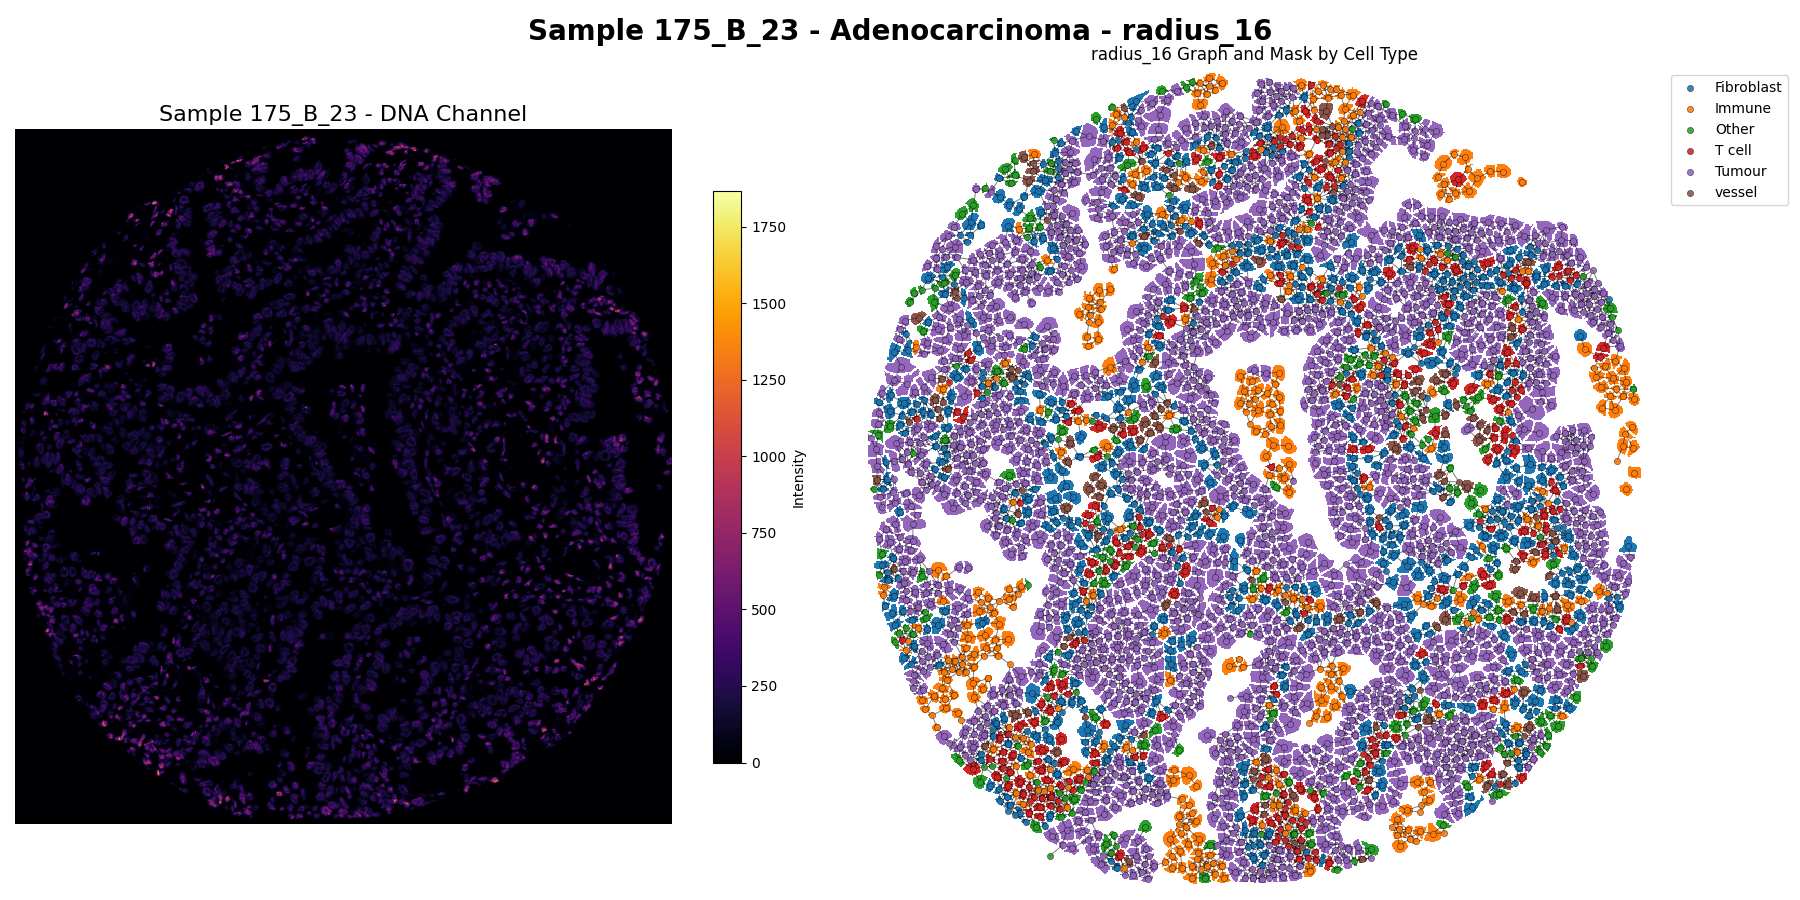 Sample 175_B_23 - Adenocarcinoma - radius_16
Sample 175_B_23 - DNA Channel
1750
1500
1250
1000
750
500
250
0
Intensity
radius_16 Graph and Mask by Cell Type
Fibroblast
Immune
Other
T cell
Tumour
vessel